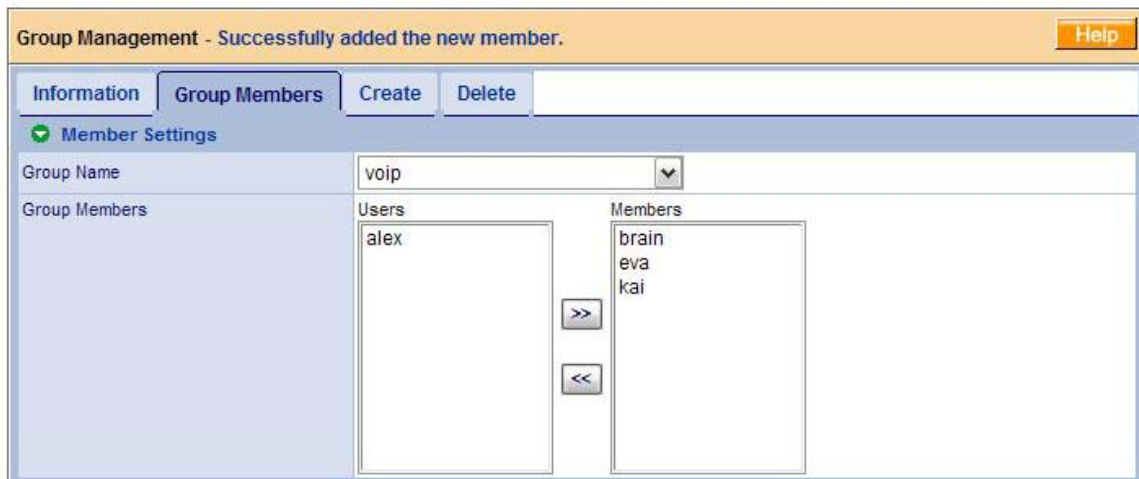 Group Management - Successfully added the new member.
Help
Information
Group Members
Create
Delete
Member Settings
Group Name
voip
Group Members
Users
Members
alex
brain
eva
kai
>>
<<